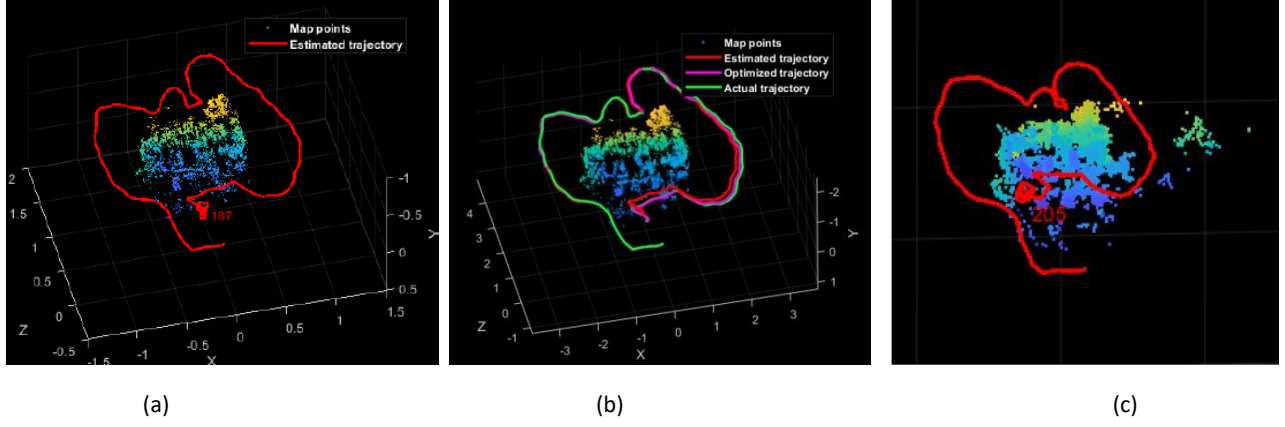 Map points
Estimated trajectory
2
1.5
1
0.5
0
-0.5
Z
-1.5
-1
-0.5
0
0.5
1
1.5
X
-1
-0.5
0
0.5
Y
187
(a)
Map points
Estimated trajectory
Optimized trajectory
Actual trajectory
4
3
2
1
0
-1
Z
-3
-2
-1
0
1
2
3
X
-2
-1
0
1
Y
(b)
205
(c)